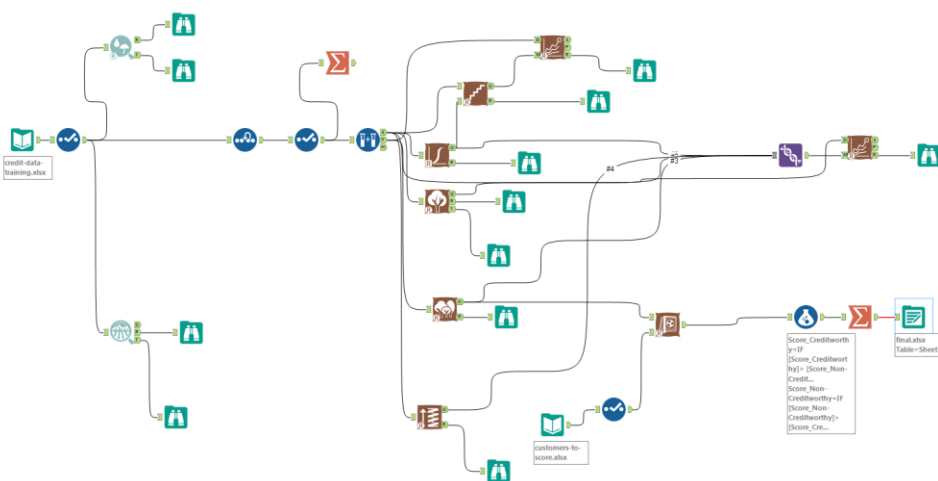 credit-data-
training.xlsx
#4
#3
customers-to-
score.xlsx
Score_Creditworth
y=IF
[Score_Creditwort
hy]> [Score_Non-
Credit...
Score_Non-
Creditworthy=IF
[Score_Non-
Creditworthy]>
[Score_Cre...
final.xlsx
Table=Sheet